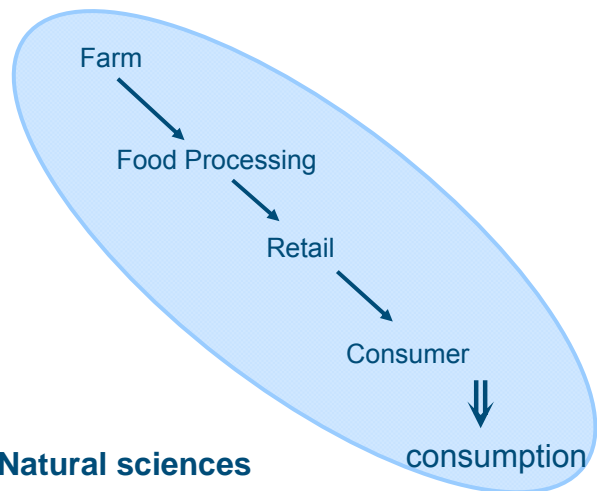 Farm
Food Processing
Retail
Consumer
consumption
Natural sciences